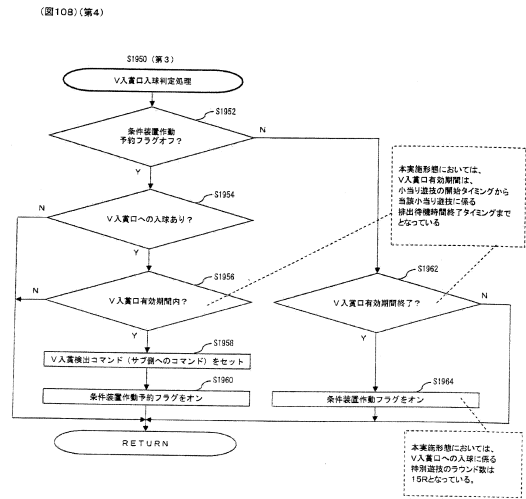 (図108)(第4)
S1950 (第3)
V入賞口入球判定処理
S1952
条件装置作動
予約フラグオフ?
N
Y
S1954
V入賞口への入球あり?
N
Y
S1956
V入賞口有効期間内?
N
Y
S1958
V入賞検出コマンド(サブ側へのコマンド)をセット
S1960
条件装置作動予約フラグをオン
RETURN
本実施形態においては、
V入賞口有効期間は、
小当り遊技の開始タイミングから
当該小当り遊技に係る
排出待機時間終了タイミングまで
となっている
S1962
V入賞口有効期間終了?
N
Y
S1964
条件装置作動フラグをオン
本実施形態においては、
V入賞口への入球に係る
特別遊技のラウンド数は
15Rとなっている。